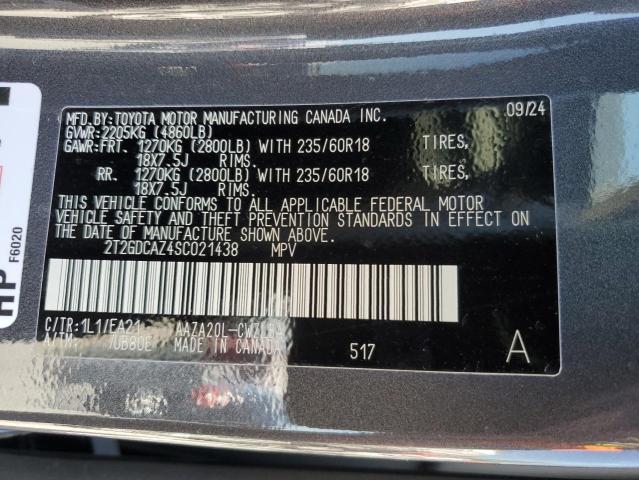 MFD.BY:TOYOTA MOTOR MANUFACTURING CANADA INC. 09/24
GVWR:2205KG (4860LB)
GAWR:FRT. 1270KG (2800LB) WITH 235/60R18 TIRES,
18X7.5J RIMS.
RR. 1270KG (2800LB) WITH 235/60R18 TIRES,
18X7.5J RIMS.
THIS VEHICLE CONFORMS TO ALL APPLICABLE FEDERAL MOTOR
VEHICLE SAFETY AND THEFT PREVENTION STANDARDS IN EFFECT ON
THE DATE OF MANUFACTURE SHOWN ABOVE.
2T2GDCAZ4SC021438 MPV
C/TR:1L1/EA21
MADE IN CANADA
517 A
HP
F6020